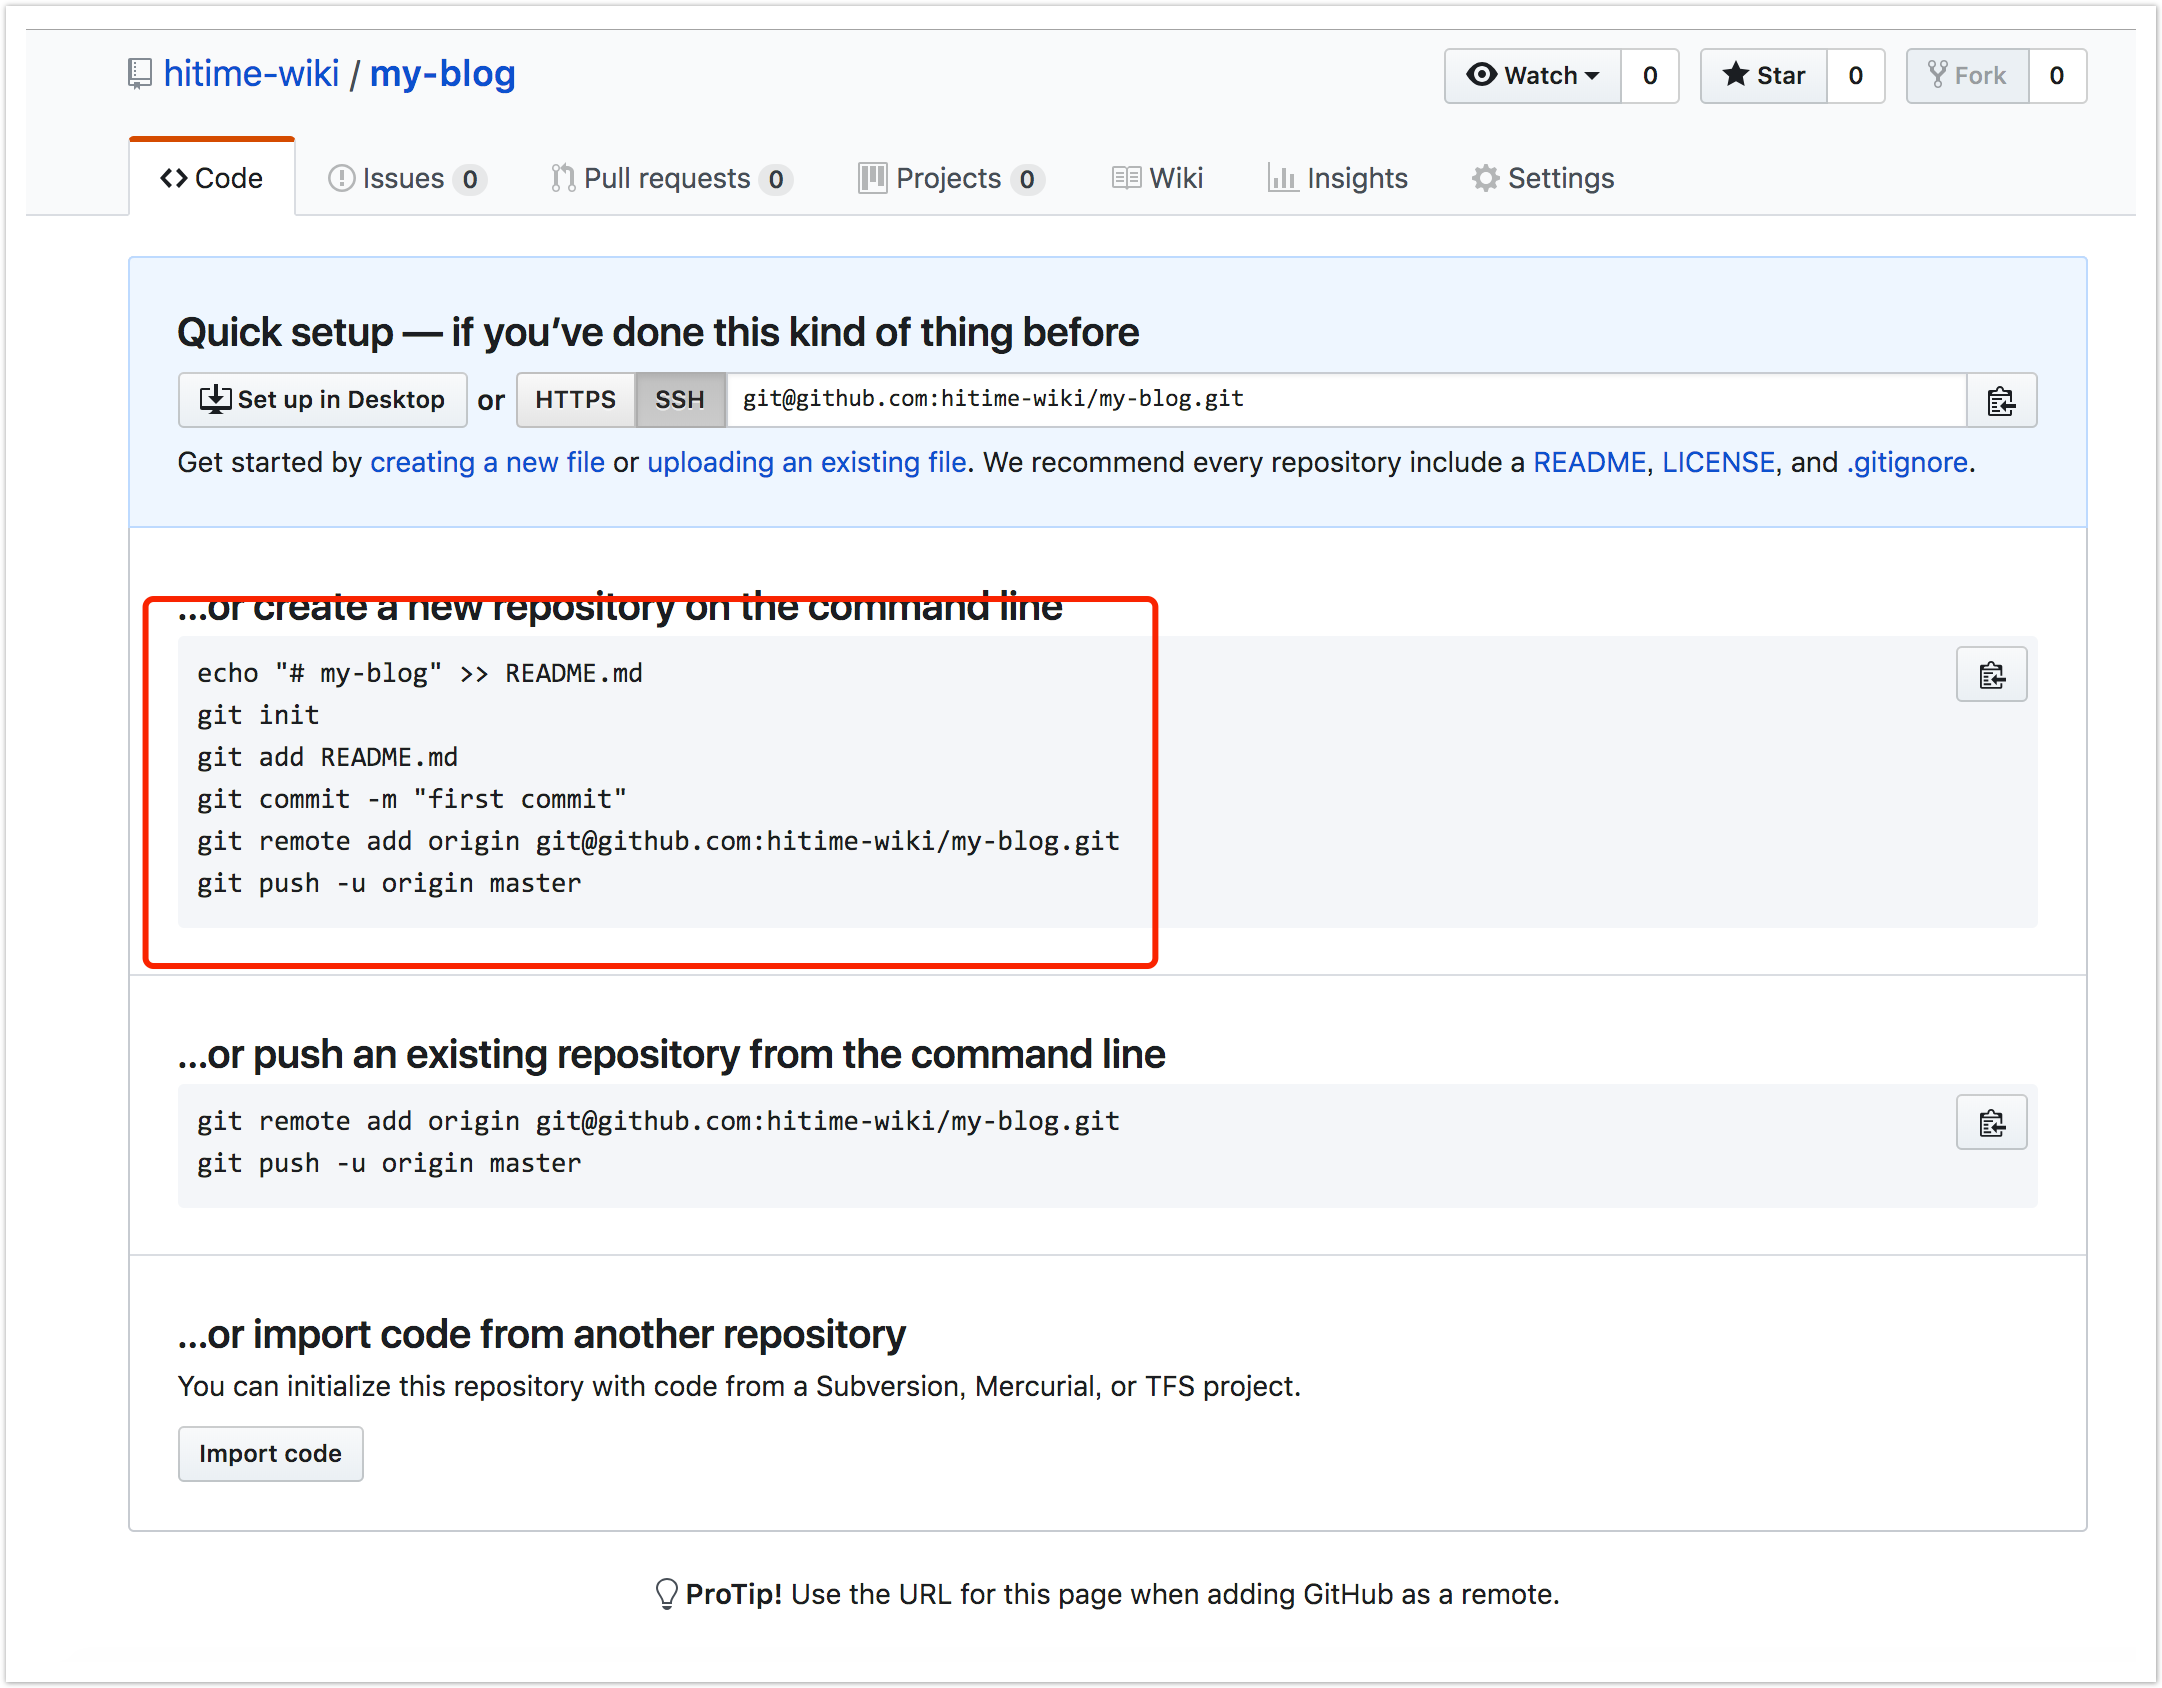 hitime-wiki / my-blog
Watch 0 Star 0 Fork 0
Code Issues 0 Pull requests 0 Projects 0 Wiki Insights Settings
Quick setup — if you’ve done this kind of thing before
Set up in Desktop or HTTPS SSH git@github.com:hitime-wiki/my-blog.git
Get started by creating a new file or uploading an existing file. We recommend every repository include a README, LICENSE, and .gitignore.
…or create a new repository on the command line
echo "# my-blog" >> README.md
git init
git add README.md
git commit -m "first commit"
git remote add origin git@github.com:hitime-wiki/my-blog.git
git push -u origin master
…or push an existing repository from the command line
git remote add origin git@github.com:hitime-wiki/my-blog.git
git push -u origin master
…or import code from another repository
You can initialize this repository with code from a Subversion, Mercurial, or TFS project.
Import code
ProTip! Use the URL for this page when adding GitHub as a remote.